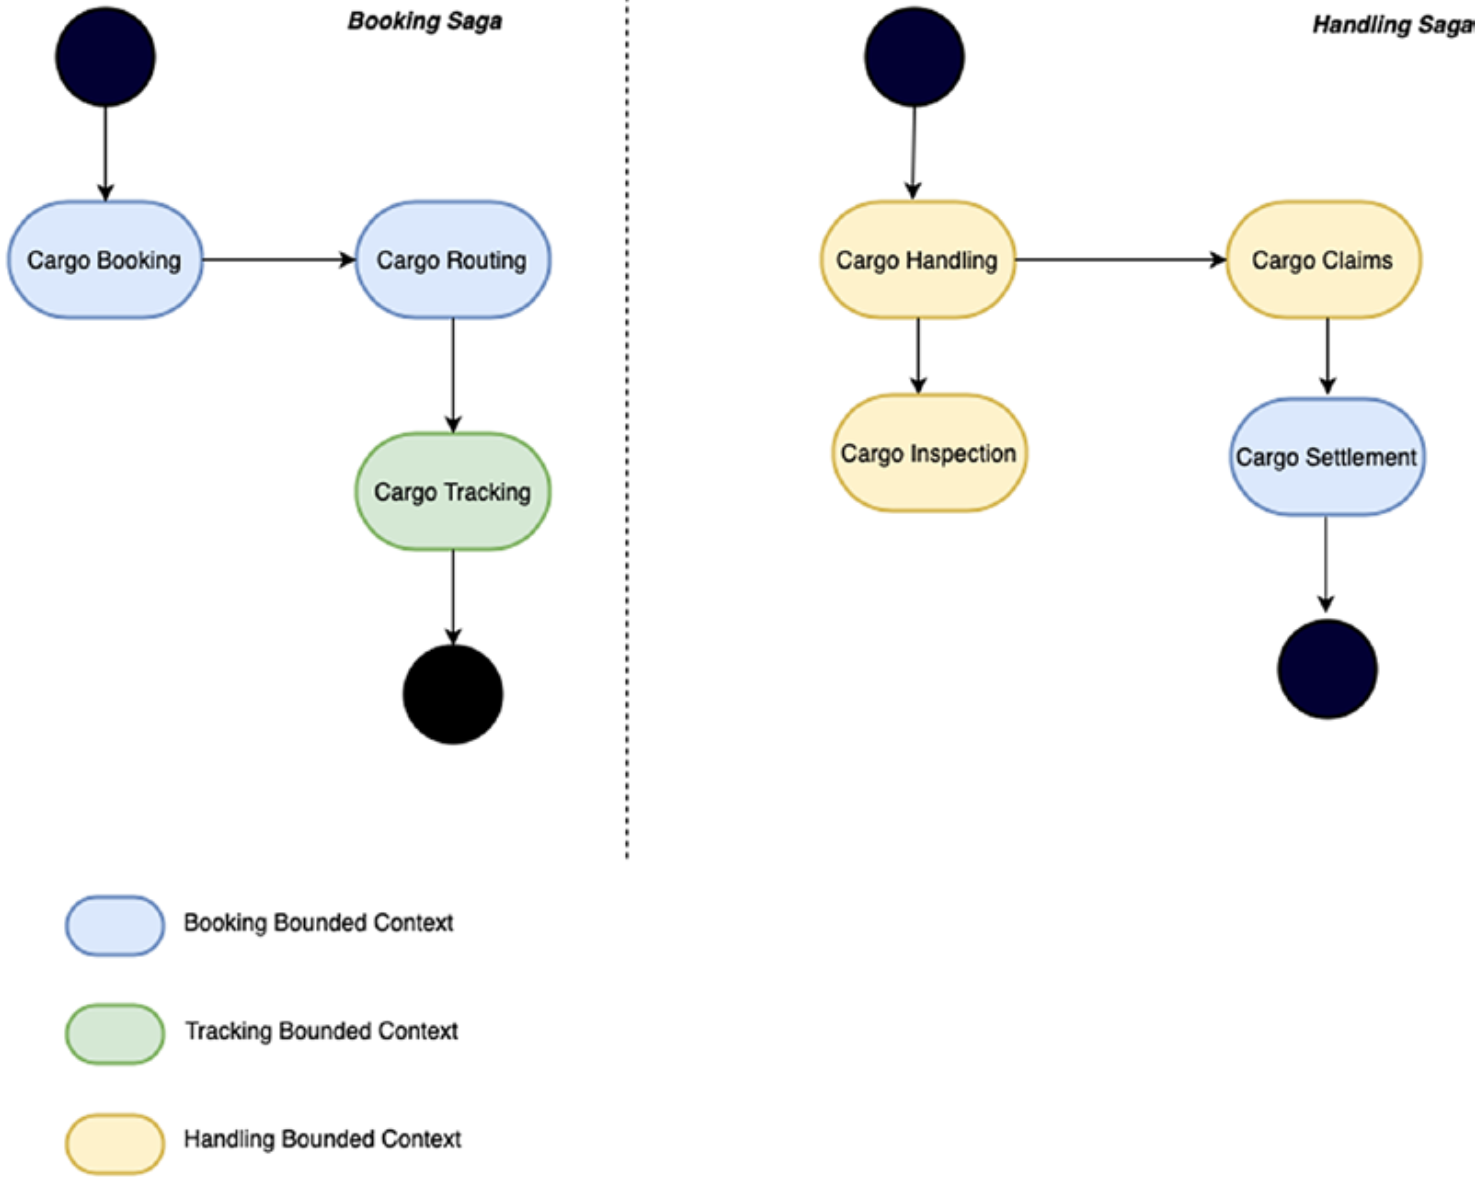 Booking Saga
Handling Saga
Cargo Booking
Cargo Routing
Cargo Handling
Cargo Claims
Cargo Inspection
Cargo Settlement
Cargo Tracking
Booking Bounded Context
Tracking Bounded Context
Handling Bounded Context